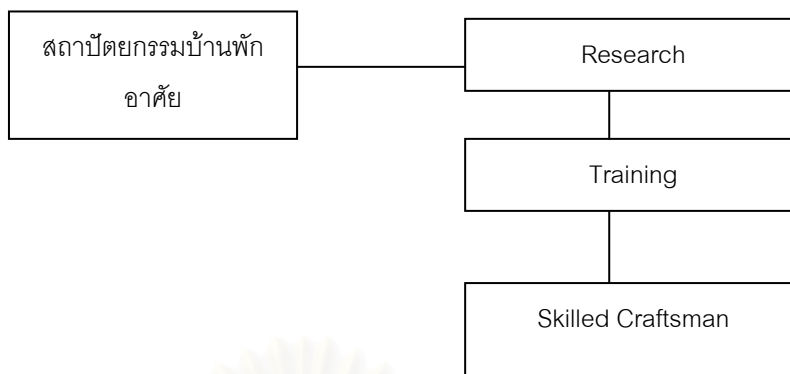 สถาปัตยกรรมบ้านพัก
อาศัย
Research
Training
Skilled Craftsman